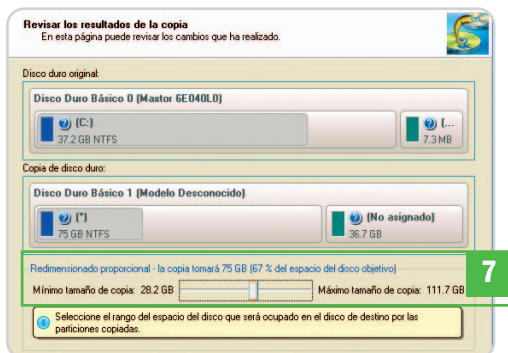 Revisar los resultados de la copia
En esta página puede revisar los cambios que ha realizado.
Disco duro original:
Disco Duro Básico 0 (Maxtor 6E040L0)
(C:)
37.2 GB NTFS
(...
7.3 MB
Copia de disco duro:
Disco Duro Básico 1 (Modelo Desconocido)
(*)
75 GB NTFS
(No asignado)
36.7 GB
Redimensionado proporcional - la copia tomará 75 GB (67 % del espacio del disco objetivo)
7
Mínimo tamaño de copia: 28.2 GB
Máximo tamaño de copia: 111.7 GB
Seleccione el rango del espacio del disco que será ocupado en el disco de destino por las
particiones copiadas.